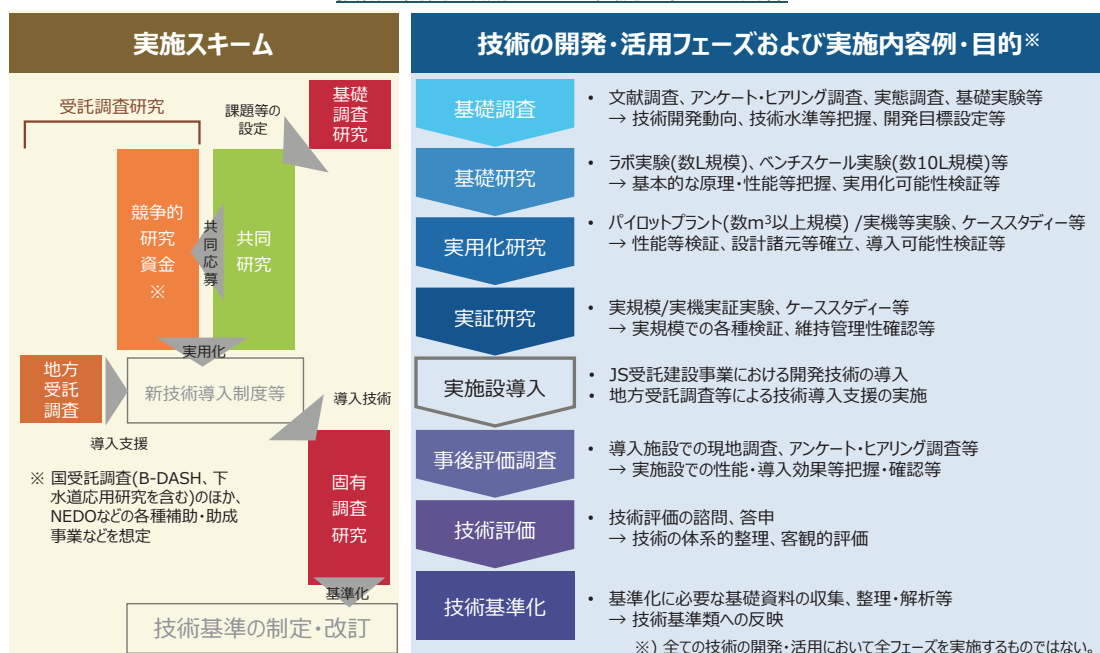 実施スキーム
受託調査研究
課題等の
設定
基礎
調査
研究
競争的
研究
資金
※
共
同
応
募
共同
研究
実用化
地方
受託
調査
新技術導入制度等
導入技術
導入支援
※ 国受託調査(B-DASH、下
水道応用研究を含む)のほか、
NEDOなどの各種補助・助成
事業などを想定
固有
調査
研究
基準化
技術基準の制定・改訂
技術の開発・活用フェーズおよび実施内容例・目的※
基礎調査
• 文献調査、アンケート・ヒアリング調査、実態調査、基礎実験等
→ 技術開発動向、技術水準等把握、開発目標設定等
基礎研究
• ラボ実験(数L規模)、ベンチスケール実験(数10L規模)等
→ 基本的な原理・性能等把握、実用化可能性検証等
実用化研究
• パイロットプラント(数m³以上規模) /実機等実験、ケーススタディー等
→ 性能等検証、設計諸元等確立、導入可能性検証等
実証研究
• 実規模/実機実証実験、ケーススタディー等
→ 実規模での各種検証、維持管理性確認等
実施設導入
• JS受託建設事業における開発技術の導入
• 地方受託調査等による技術導入支援の実施
事後評価調査
• 導入施設での現地調査、アンケート・ヒアリング調査等
→ 実施設での性能・導入効果等把握・確認等
技術評価
• 技術評価の諮問、答申
→ 技術の体系的整理、客観的評価
技術基準化
• 基準化に必要な基礎資料の収集、整理・解析等
→ 技術基準類への反映
※) 全ての技術の開発・活用において全フェーズを実施するものではない。